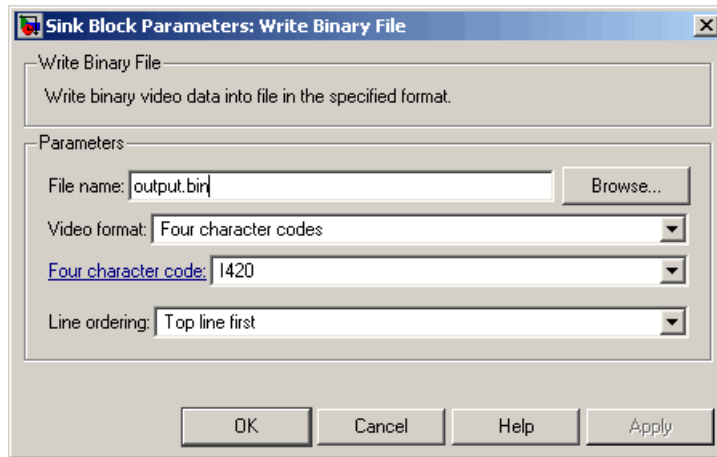 Sink Block Parameters: Write Binary File
Write Binary File
Write binary video data into file in the specified format.
Parameters
File name: output.bin Browse...
Video format: Four character codes
Four character code: I420
Line ordering: Top line first
OK Cancel Help Apply